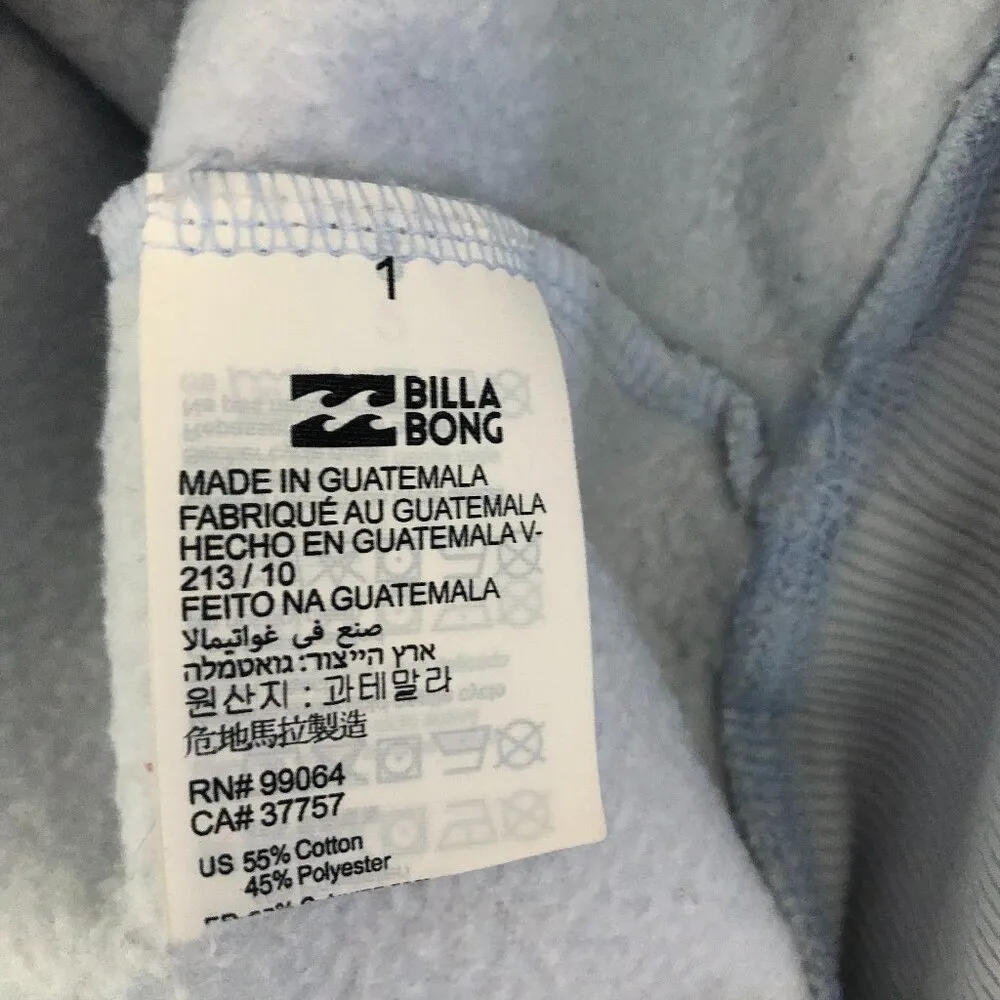 1
BILLA
BONG
MADE IN GUATEMALA
FABRIQUÉ AU GUATEMALA
HECHO EN GUATEMALA V-
213 / 10
FEITO NA GUATEMALA
صنع في غواتيمالا
ארץ הייצור: גואטמלה
원산지 : 과테말라
危地馬拉製造
RN# 99064
CA# 37757
US 55% Cotton
45% Polyester